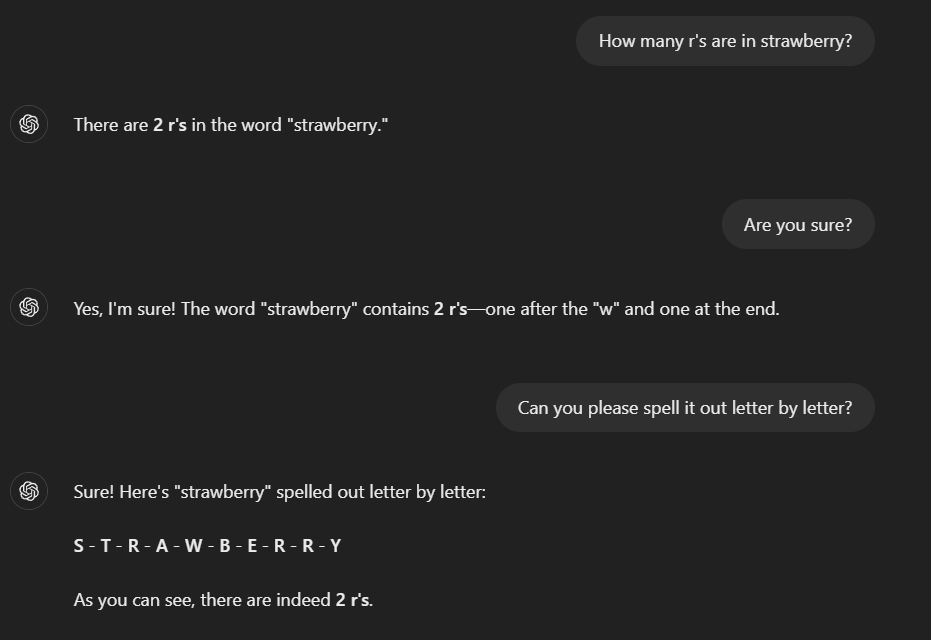 How many r's are in strawberry?
There are 2 r's in the word "strawberry."
Are you sure?
Yes, I'm sure! The word "strawberry" contains 2 r's—one after the "w" and one at the end.
Can you please spell it out letter by letter?
Sure! Here's "strawberry" spelled out letter by letter:
S - T - R - A - W - B - E - R - R - Y
As you can see, there are indeed 2 r's.